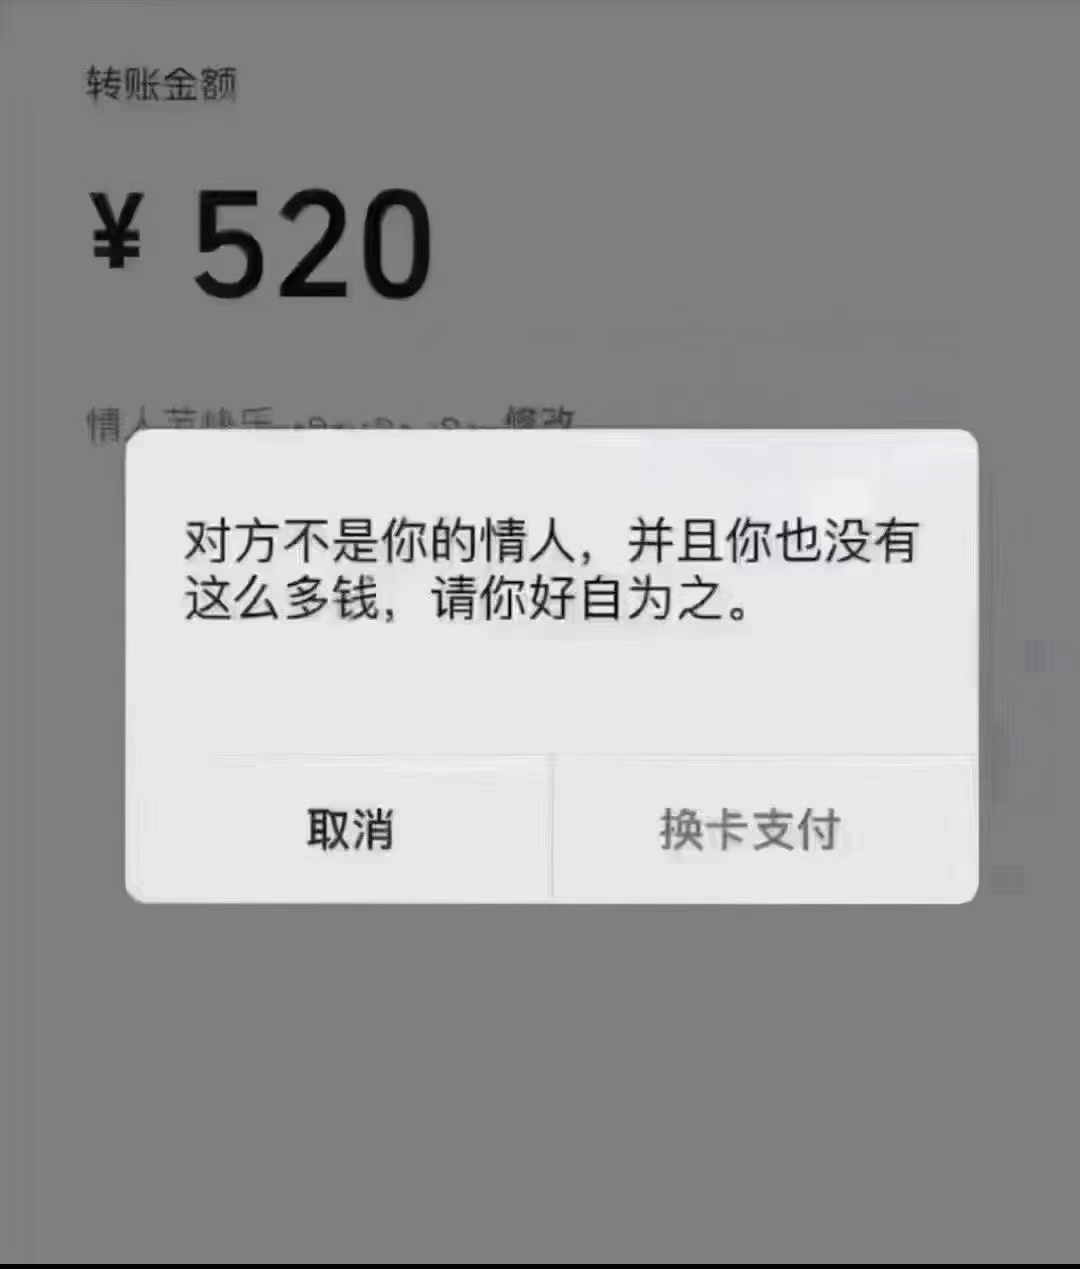 转账金额
¥ 520
情人节快乐 修改
对方不是你的情人，并且你也没有
这么多钱，请你好自为之。
取消
换卡支付